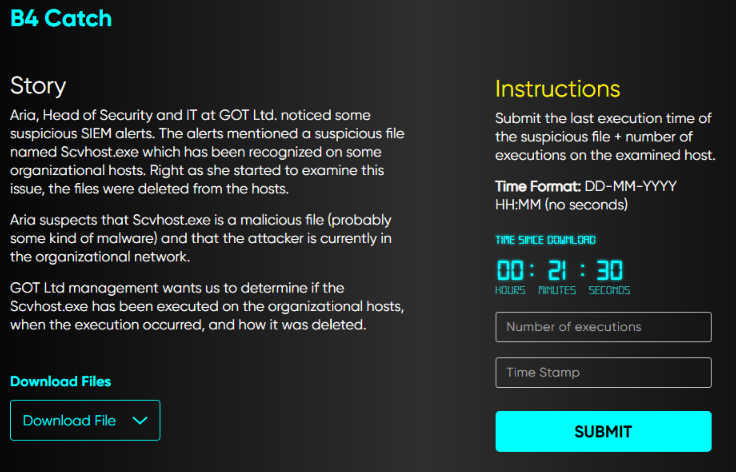 B4 Catch
Story
Aria, Head of Security and IT at GOT Ltd. noticed some
suspicious SIEM alerts. The alerts mentioned a suspicious file
named Scvhost.exe which has been recognized on some
organizational hosts. Right as she started to examine this
issue, the files were deleted from the hosts.
Aria suspects that Scvhost.exe is a malicious file (probably
some kind of malware) and that the attacker is currently in
the organizational network.
GOT Ltd management wants us to determine if the
Scvhost.exe has been executed on the organizational hosts,
when the execution occurred, and how it was deleted.
Download Files
Download File
Instructions
Submit the last execution time of
the suspicious file + number of
executions on the examined host.
Time Format: DD-MM-YYYY
HH:MM (no seconds)
TIME SINCE DOWNLOAD
00 : 21 : 30
HOURS MINUTES SECONDS
Number of executions
Time Stamp
SUBMIT